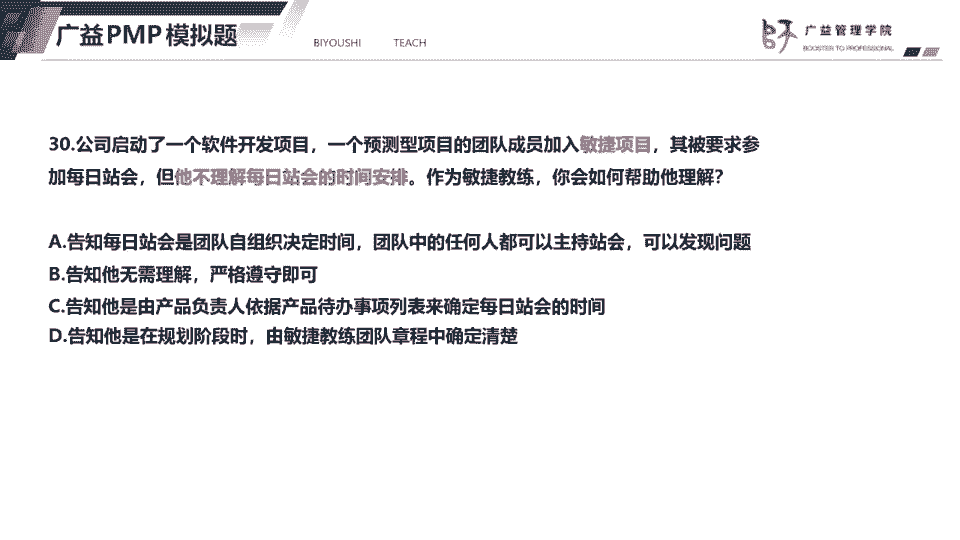 广益PMP模拟题
BIYOUSHI TEACH
广益管理学院
BOOSTER TO PROFESSIONAL
30.公司启动了一个软件开发项目，一个预测型项目的团队成员加入敏捷项目，其被要求参
加每日站会，但他不理解每日站会的时间安排。作为敏捷教练，你会如何帮助他理解？
A.告知每日站会是团队自组织决定时间，团队中的任何人都可以主持站会，可以发现问题
B.告知他无需理解，严格遵守即可
C.告知他是由产品负责人依据产品待办事项列表来确定每日站会的时间
D.告知他是在规划阶段时，由敏捷教练团队章程中确定清楚